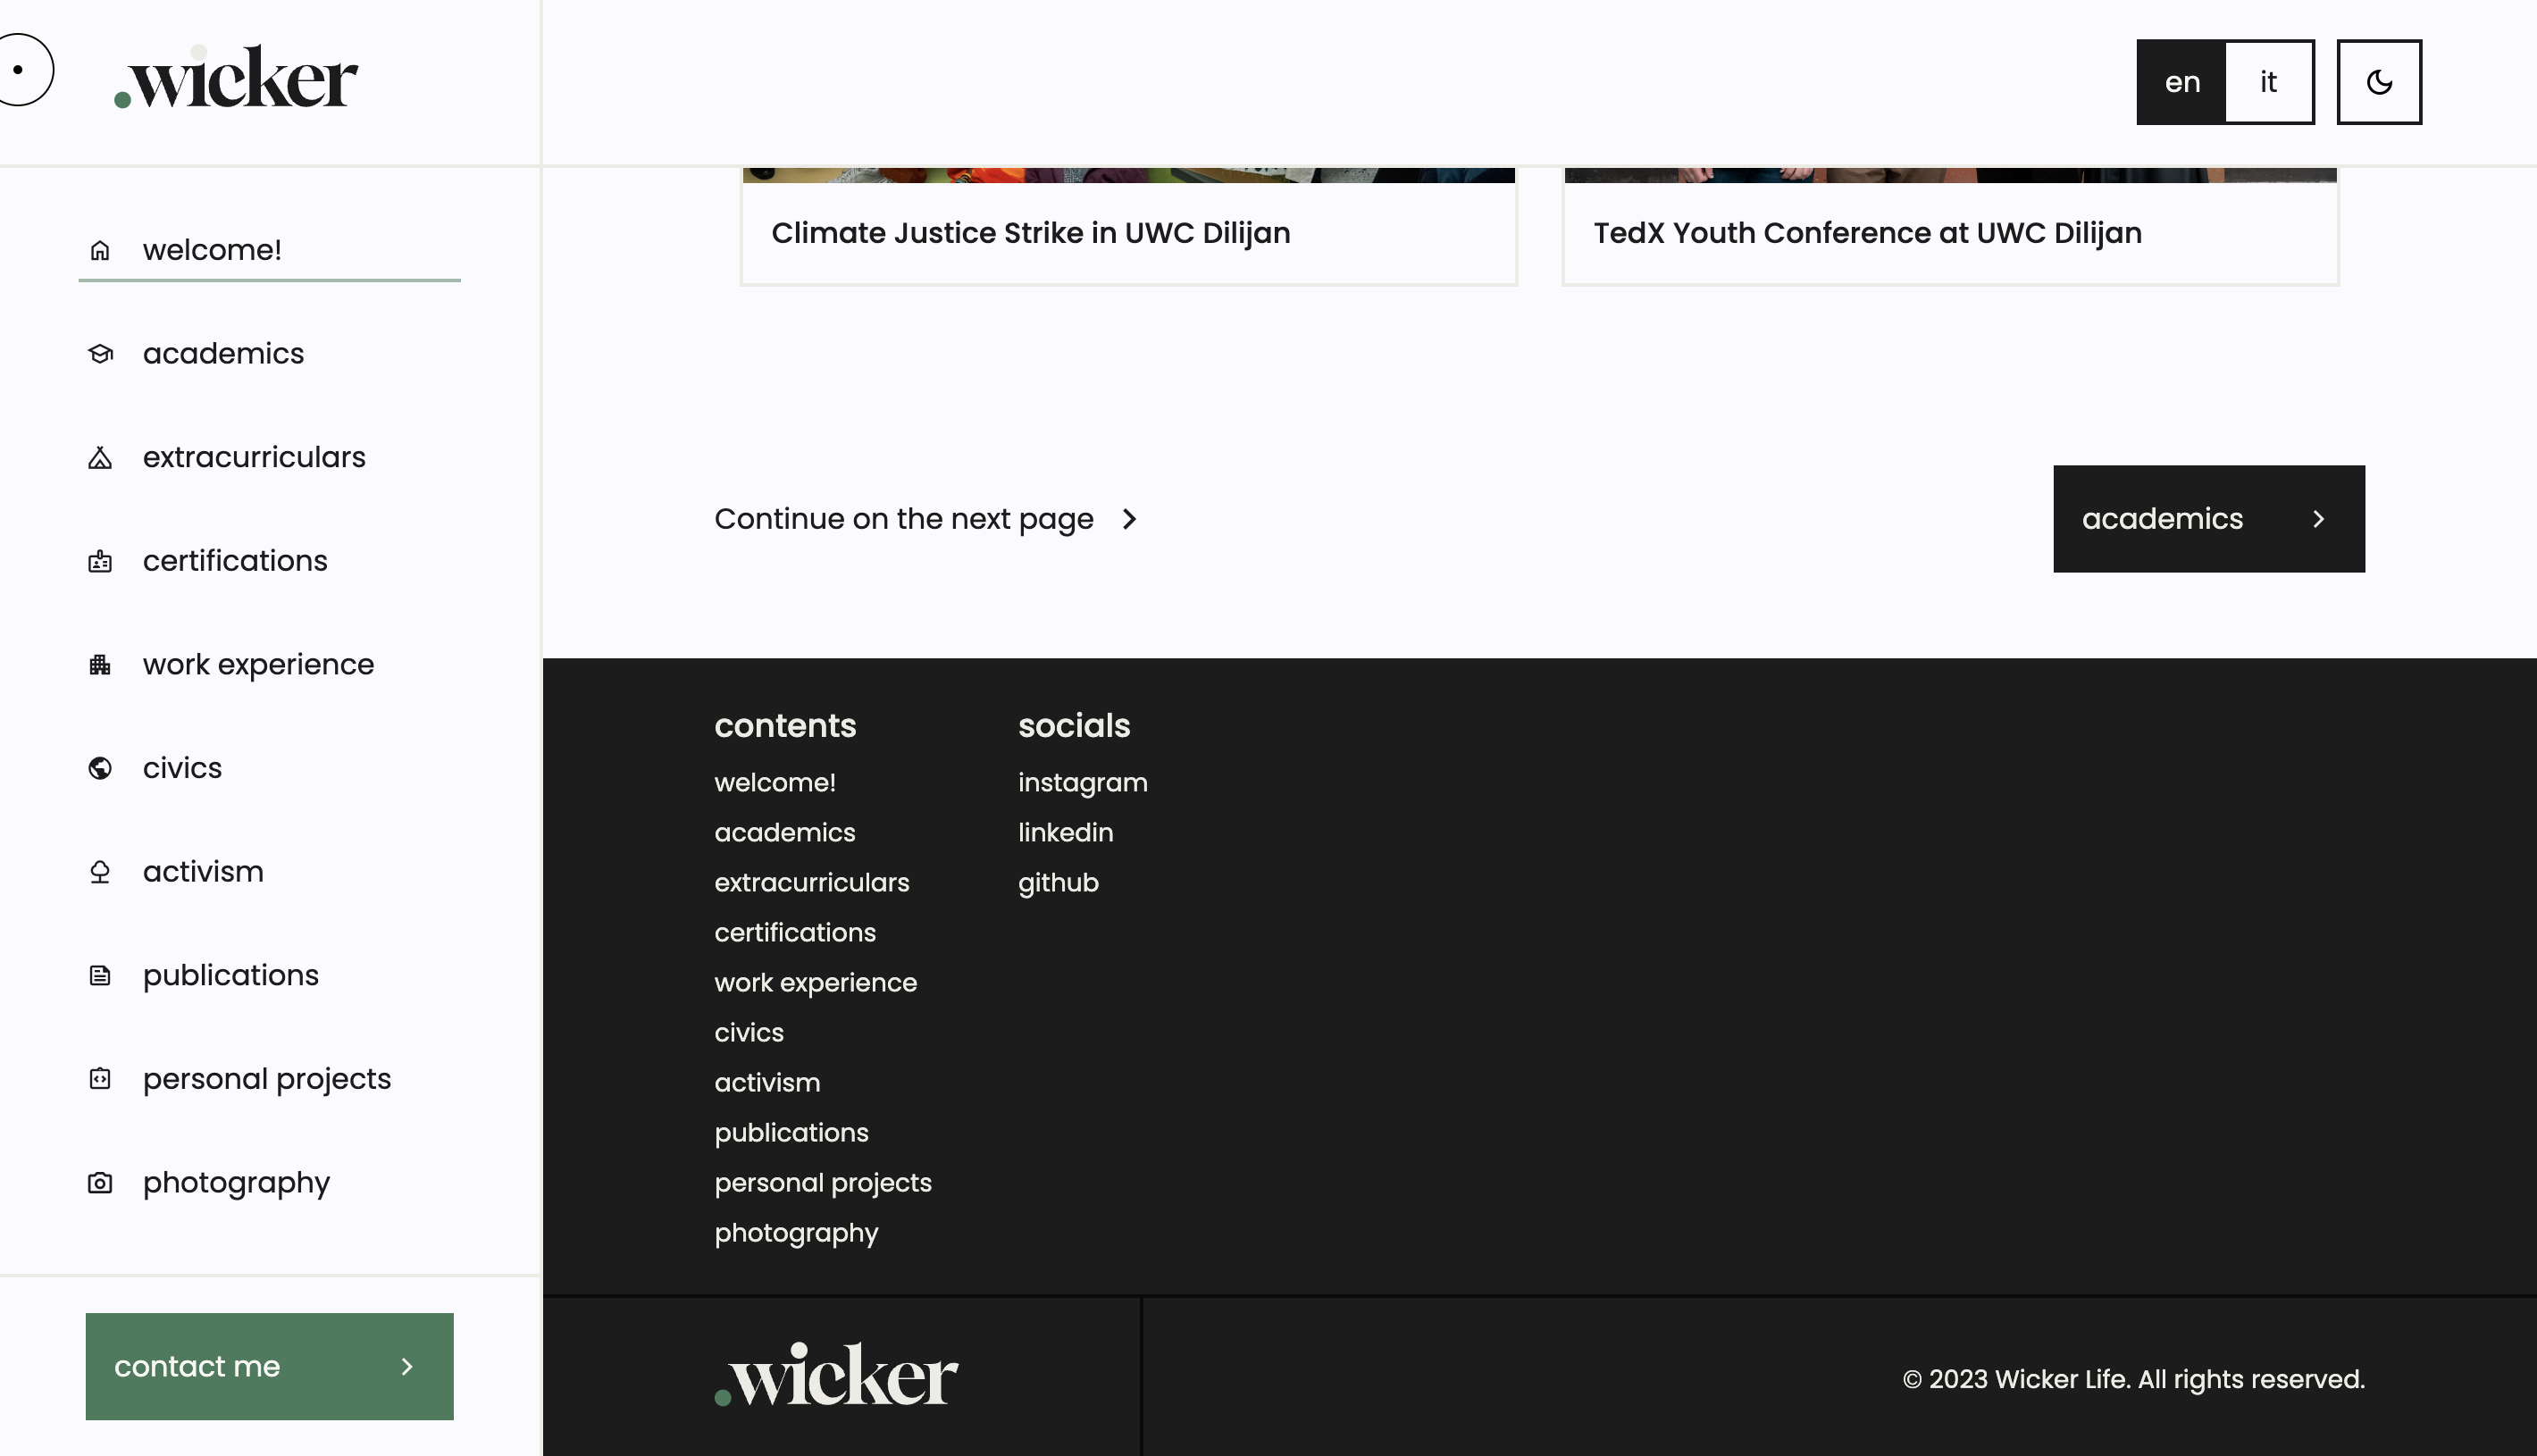 .wicker
en
it
welcome!
academics
extracurriculars
certifications
work experience
civics
activism
publications
personal projects
photography
contact me
Climate Justice Strike in UWC Dilijan
TedX Youth Conference at UWC Dilijan
Continue on the next page
academics
contents
welcome!
academics
extracurriculars
certifications
work experience
civics
activism
publications
personal projects
photography
socials
instagram
linkedin
github
.wicker
© 2023 Wicker Life. All rights reserved.